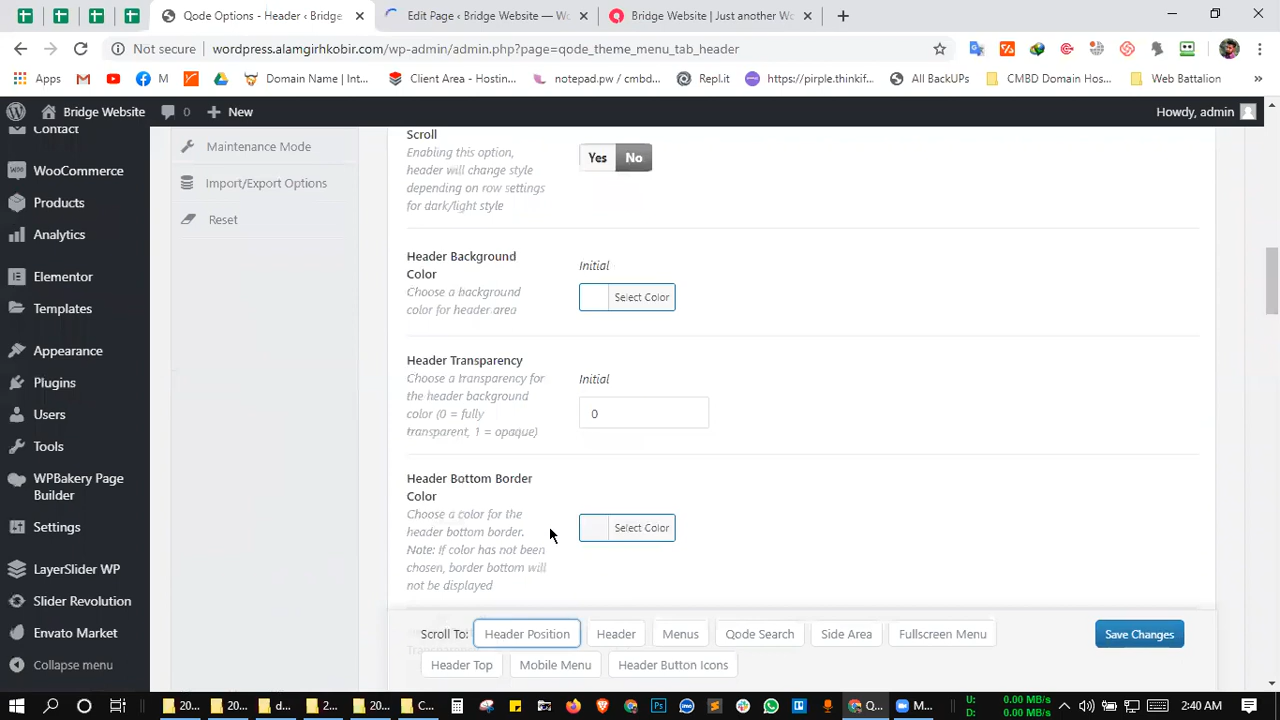 Qode Options - Header ‹ Bridge
Edit Page ‹ Bridge Website — W
Bridge Website | Just another Wo
Not secure
wordpress.alamgirhkobir.com/wp-admin/admin.php?page=qode_theme_menu_tab_header
Apps
M
Domain Name | Int...
Client Area - Hostin...
notepad.pw / cmbd...
Replut
https://pirple.thinkif...
All BackUPs
CMBD Domain Hos...
Web Battalion
»
Bridge Website
0
New
Howdy, admin
Contact
WooCommerce
Products
Analytics
Elementor
Templates
Appearance
Plugins
Users
Tools
WPBakery Page
Builder
Settings
LayerSlider WP
Slider Revolution
Envato Market
Collapse menu
Maintenance Mode
Import/Export Options
Reset
Scroll
Enabling this option,
header will change style
depending on row settings
for dark/light style
Yes No
Header Background
Color
Choose a background
color for header area
Initial
Select Color
Header Transparency
Choose a transparency for
the header background
color (0 = fully
transparent, 1 = opaque)
Initial
0
Header Bottom Border
Color
Choose a color for the
header bottom border.
Note: If color has not been
chosen, border bottom will
not be displayed
Select Color
Scroll To: Header Position Header Menus Qode Search Side Area Fullscreen Menu
Header Top Mobile Menu Header Button Icons
Save Changes
20...
20...
d...
2...
20...
C...
Q...
M...
U: 0.00 MB/s
D: 0.00 MB/s
2:40 AM